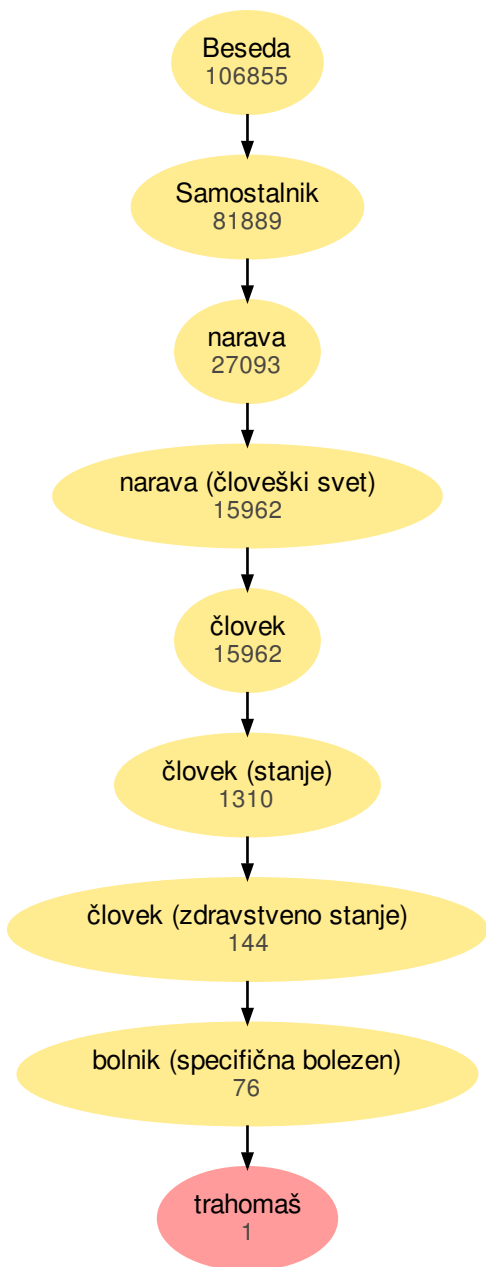 Beseda
106855
Samostalnik
81889
narava
27093
narava (človeški svet)
15962
človek
15962
človek (stanje)
1310
človek (zdravstveno stanje)
144
bolnik (specifična bolezen)
76
trahomaš
1